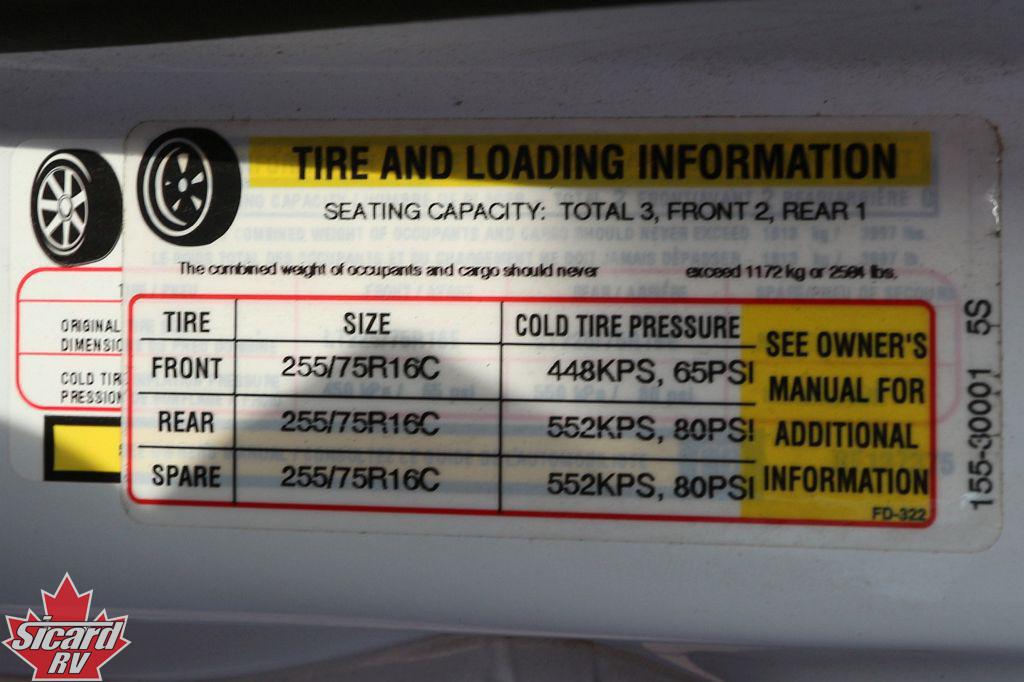 TIRE AND LOADING INFORMATION
SEATING CAPACITY: TOTAL 3, FRONT 2, REAR 1
The combined weight of occupants and cargo should never exceed 1172 kg or 2584 lbs.
TIRE SIZE COLD TIRE PRESSURE
FRONT 255/75R16C 448KPS, 65PSI
REAR 255/75R16C 552KPS, 80PSI
SPARE 255/75R16C 552KPS, 80PSI
SEE OWNER'S
MANUAL FOR
ADDITIONAL
INFORMATION
FD-322
155-30001 5S
ORIGINAL
DIMENSIO
COLD TIR
PRESSION
Sicard
RV